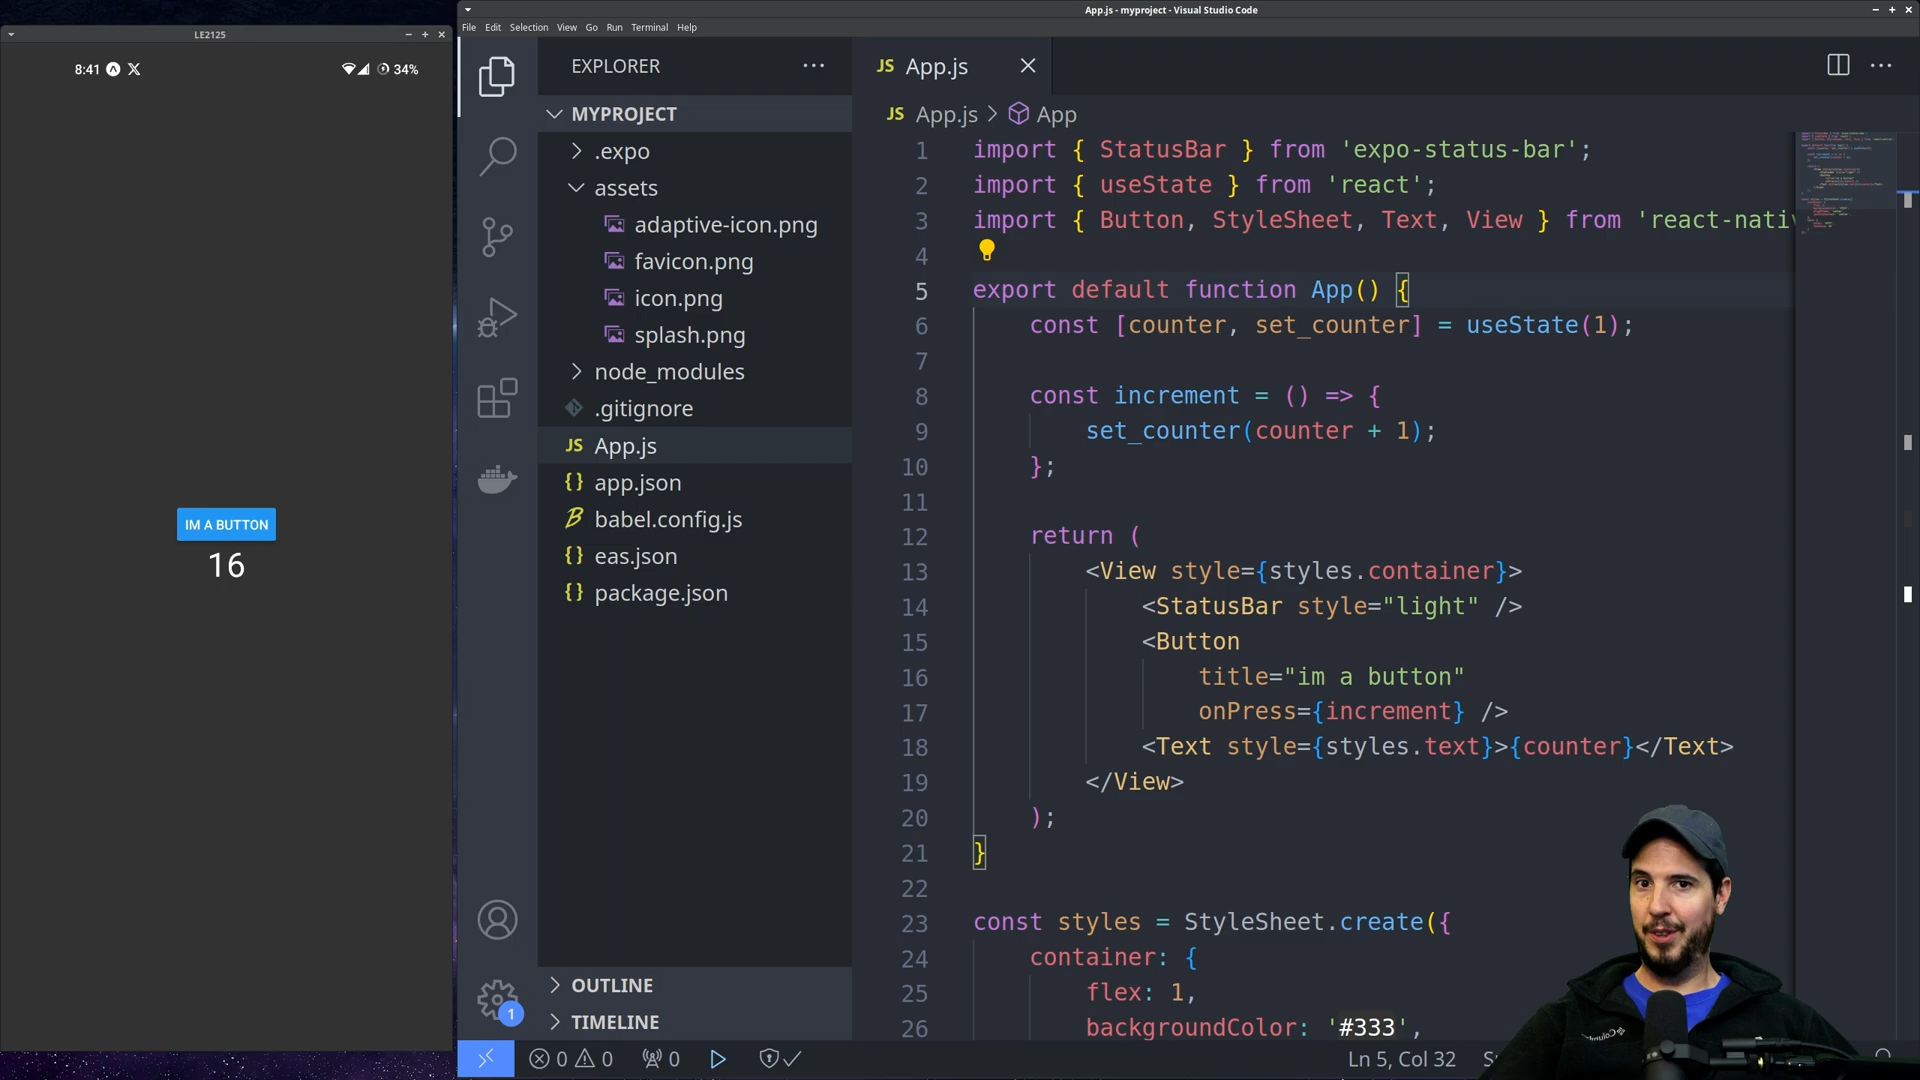 LE2125
8:41
34%
IM A BUTTON
16
App.js - myproject - Visual Studio Code
File Edit Selection View Go Run Terminal Help
EXPLORER
MYPROJECT
.expo
assets
adaptive-icon.png
favicon.png
icon.png
splash.png
node_modules
.gitignore
JS App.js
{} app.json
babel.config.js
{} eas.json
{} package.json
OUTLINE
TIMELINE
1
JS App.js
JS App.js > App
1 import { StatusBar } from 'expo-status-bar';
2 import { useState } from 'react';
3 import { Button, StyleSheet, Text, View } from 'react-nati
4
5 export default function App() {
6 const [counter, set_counter] = useState(1);
7
8 const increment = () => {
9 set_counter(counter + 1);
10 };
11
12 return (
13 <View style={styles.container}>
14 <StatusBar style="light" />
15 <Button
16 title="im a button"
17 onPress={increment} />
18 <Text style={styles.text}>{counter}</Text>
19 </View>
20 );
21 }
22
23 const styles = StyleSheet.create({
24 container: {
25 flex: 1,
26 backgroundColor: '#333',
0 0 0 Ln 5, Col 32
Columbia